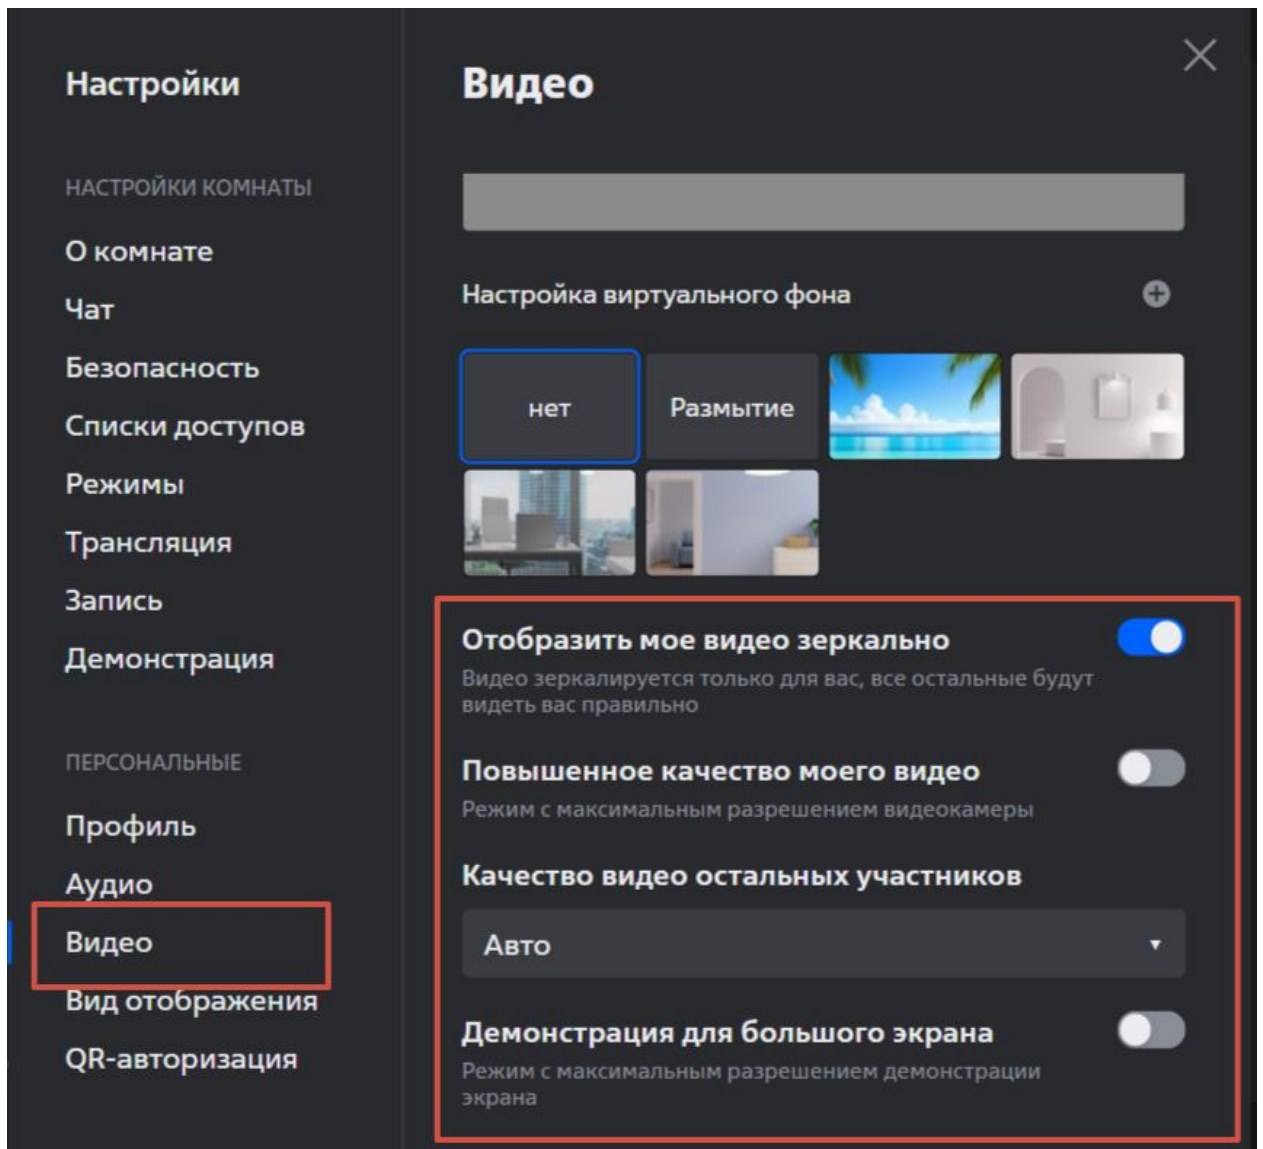 Настройки
НАСТРОЙКИ КОМНАТЫ
О комнате
Чат
Безопасность
Списки доступов
Режимы
Трансляция
Запись
Демонстрация
ПЕРСОНАЛЬНЫЕ
Профиль
Аудио
Видео
Вид отображения
QR-авторизация
Видео
Настройка виртуального фона
нет
Размытие
Отобразить мое видео зеркально
Видео зеркалируется только для вас, все остальные будут
видеть вас правильно
Повышенное качество моего видео
Режим с максимальным разрешением видеокамеры
Качество видео остальных участников
Авто
Демонстрация для большого экрана
Режим с максимальным разрешением демонстрации
экрана